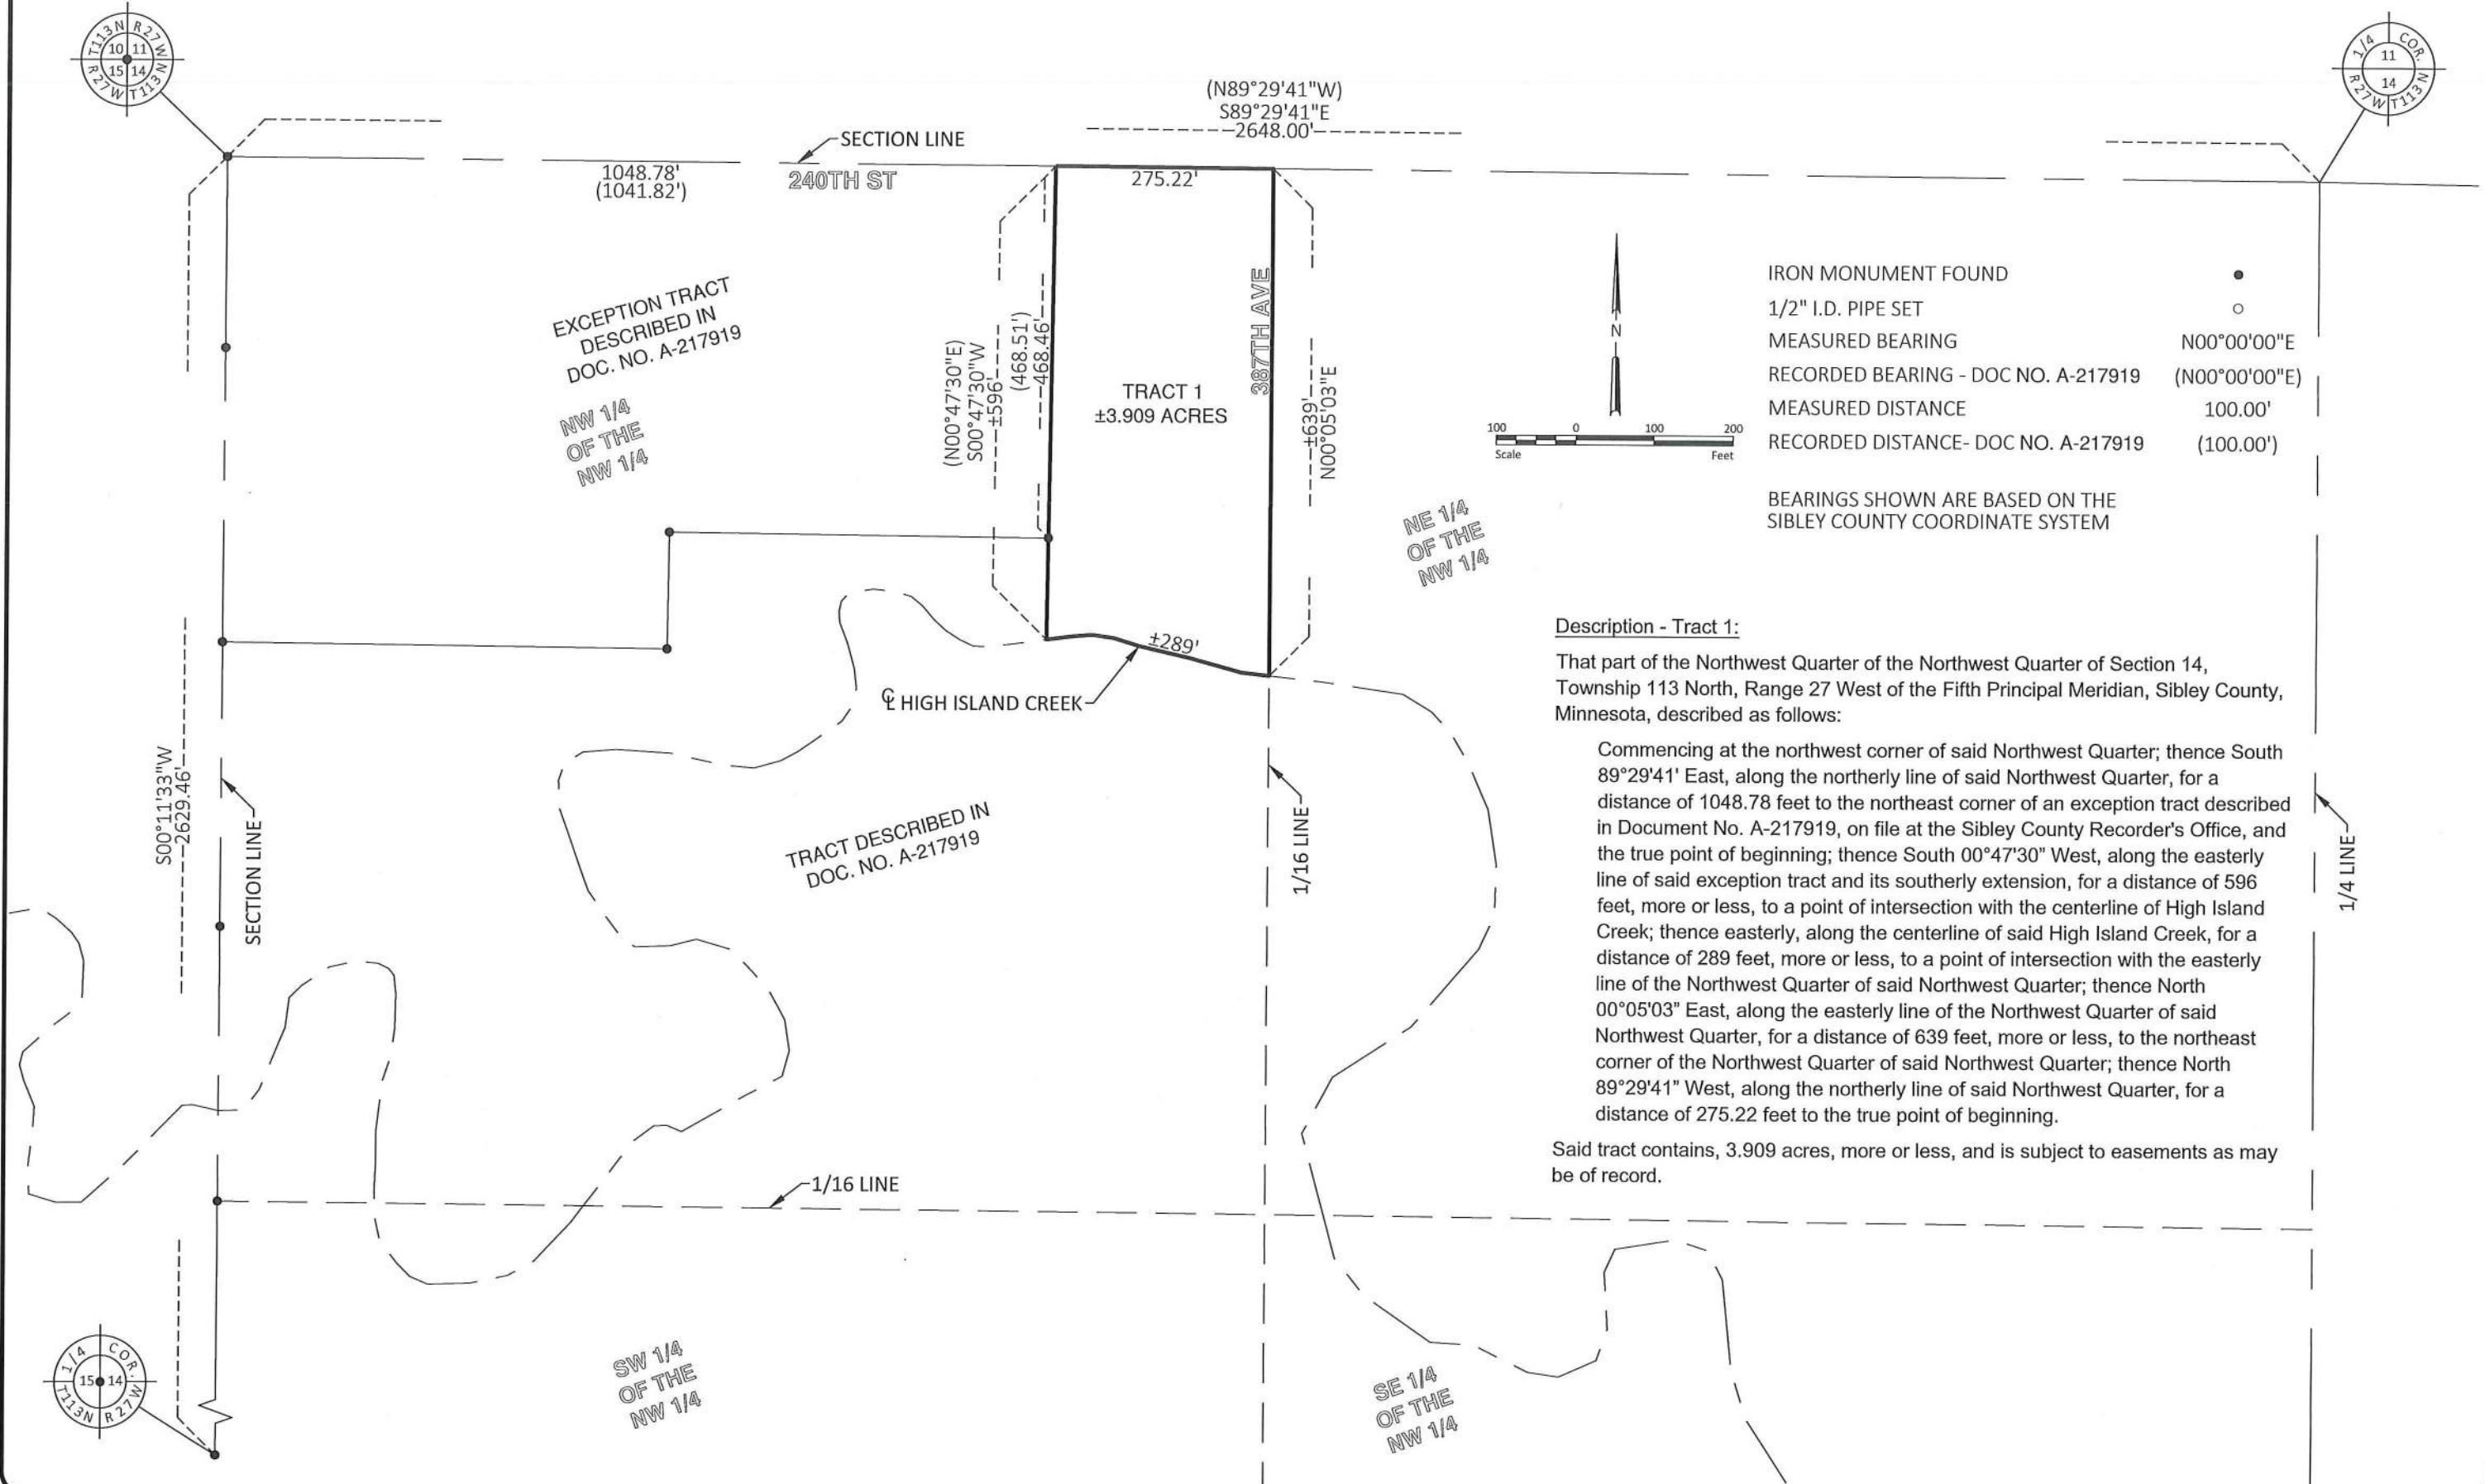 T113N R27W
10 11
15 14
R27W T113N
1/4 COR.
11
14
R27W T113N
(N89°29'41"W)
S89°29'41"E
2648.00'
SECTION LINE
1048.78'
(1041.82')
240TH ST
275.22'
EXCEPTION TRACT
DESCRIBED IN
DOC. NO. A-217919
NW 1/4
OF THE
NW 1/4
(N00°47'30"E)
S00°47'30"W
±596'
(468.51')
468.46'
TRACT 1
±3.909 ACRES
387TH AVE
±639'
N00°05'03"E
N
100 0 100 200
Scale Feet
IRON MONUMENT FOUND
1/2" I.D. PIPE SET
MEASURED BEARING N00°00'00"E
RECORDED BEARING - DOC NO. A-217919 (N00°00'00"E)
MEASURED DISTANCE 100.00'
RECORDED DISTANCE- DOC NO. A-217919 (100.00')
BEARINGS SHOWN ARE BASED ON THE
SIBLEY COUNTY COORDINATE SYSTEM
NE 1/4
OF THE
NW 1/4
±289'
℄ HIGH ISLAND CREEK
S00°11'33"W
2629.46'
SECTION LINE
TRACT DESCRIBED IN
DOC. NO. A-217919
1/16 LINE
1/4 LINE
Description - Tract 1:
That part of the Northwest Quarter of the Northwest Quarter of Section 14,
Township 113 North, Range 27 West of the Fifth Principal Meridian, Sibley County,
Minnesota, described as follows:
Commencing at the northwest corner of said Northwest Quarter; thence South
89°29'41' East, along the northerly line of said Northwest Quarter, for a
distance of 1048.78 feet to the northeast corner of an exception tract described
in Document No. A-217919, on file at the Sibley County Recorder's Office, and
the true point of beginning; thence South 00°47'30" West, along the easterly
line of said exception tract and its southerly extension, for a distance of 596
feet, more or less, to a point of intersection with the centerline of High Island
Creek; thence easterly, along the centerline of said High Island Creek, for a
distance of 289 feet, more or less, to a point of intersection with the easterly
line of the Northwest Quarter of said Northwest Quarter; thence North
00°05'03" East, along the easterly line of the Northwest Quarter of said
Northwest Quarter, for a distance of 639 feet, more or less, to the northeast
corner of the Northwest Quarter of said Northwest Quarter; thence North
89°29'41" West, along the northerly line of said Northwest Quarter, for a
distance of 275.22 feet to the true point of beginning.
Said tract contains, 3.909 acres, more or less, and is subject to easements as may
be of record.
1/16 LINE
1/4 COR.
15 14
T113N R27W
SW 1/4
OF THE
NW 1/4
SE 1/4
OF THE
NW 1/4